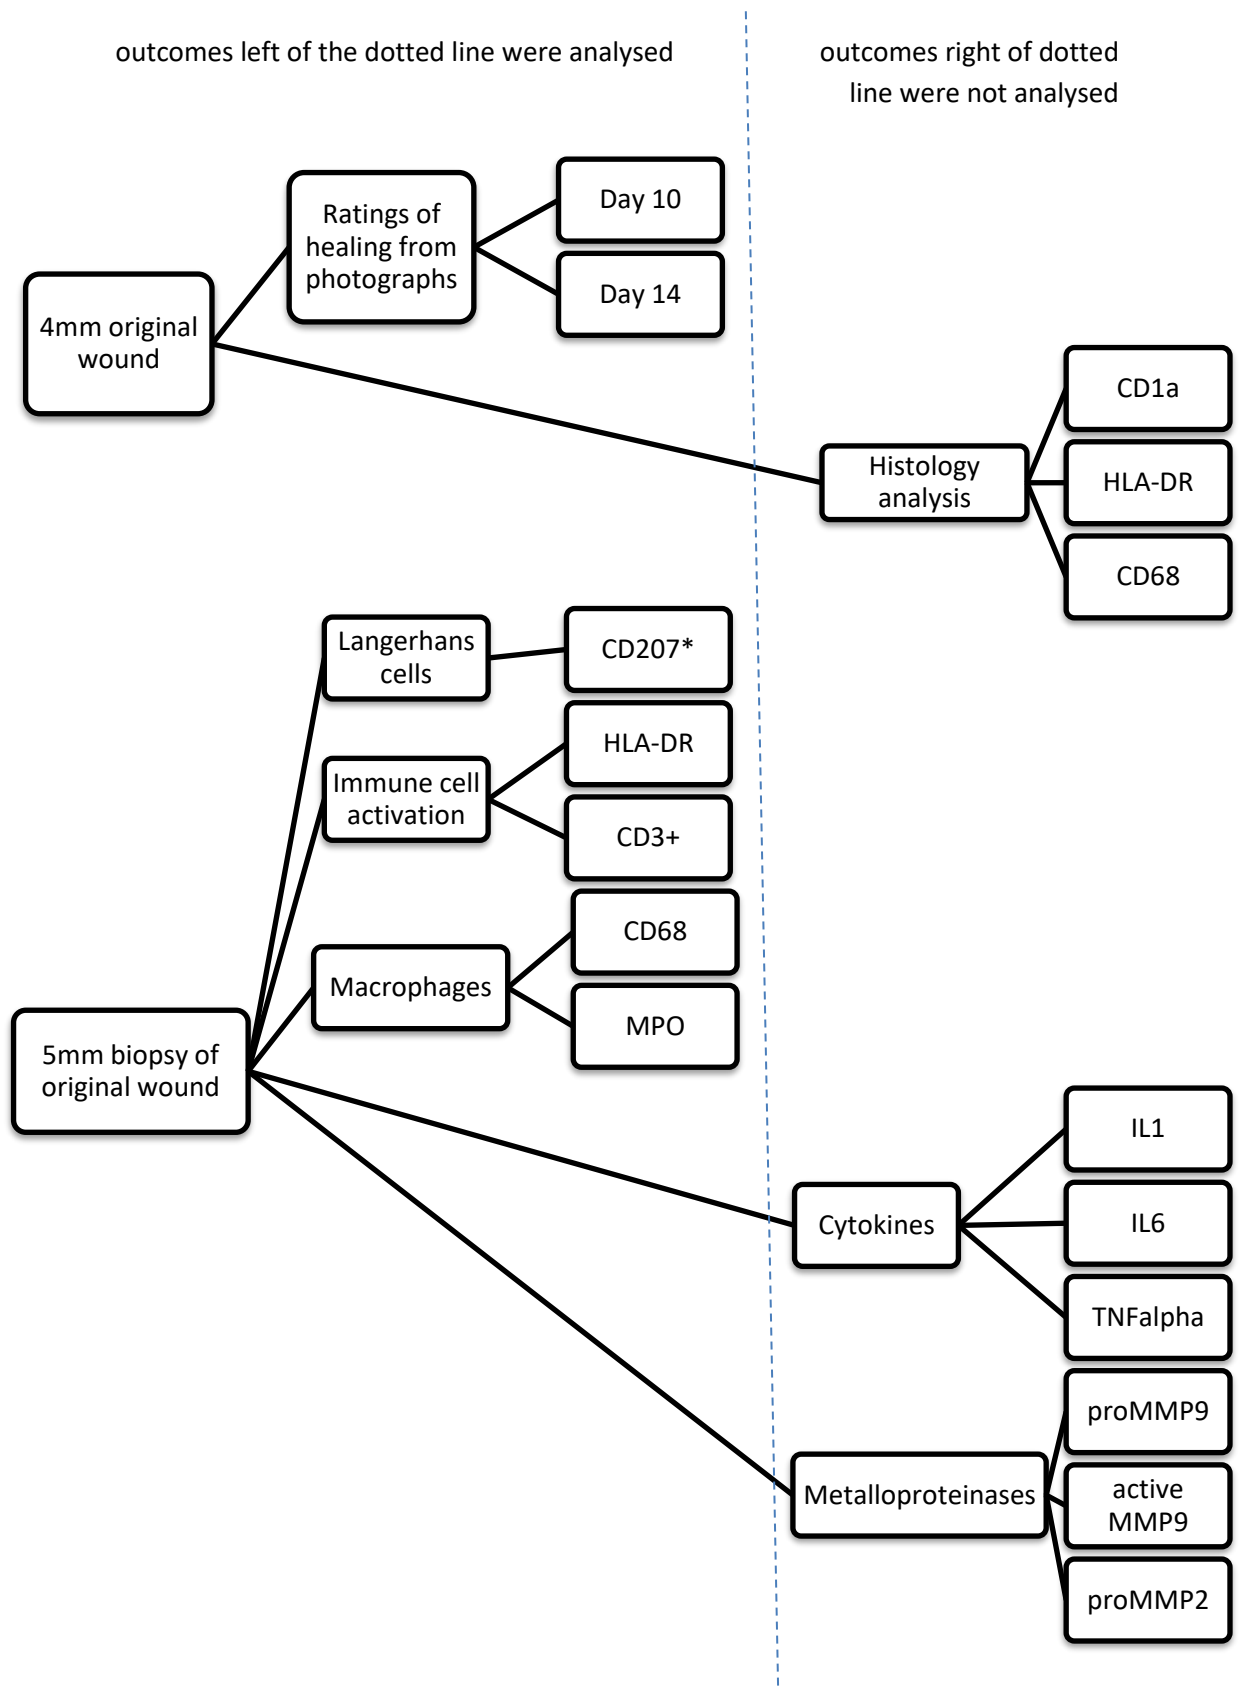 outcomes left of the dotted line were analysed
outcomes right of dotted
line were not analysed
Day 10
Ratings of
healing from
photographs
Day 14
4mm original
wound
CD1a
Histology
analysis
HLA-DR
CD68
Langerhans
cells
CD207*
HLA-DR
Immune cell
activation
CD3+
CD68
Macrophages
MPO
5mm biopsy of
original wound
IL1
Cytokines
IL6
TNFalpha
proMMP9
Metalloproteinases
active
MMP9
proMMP2